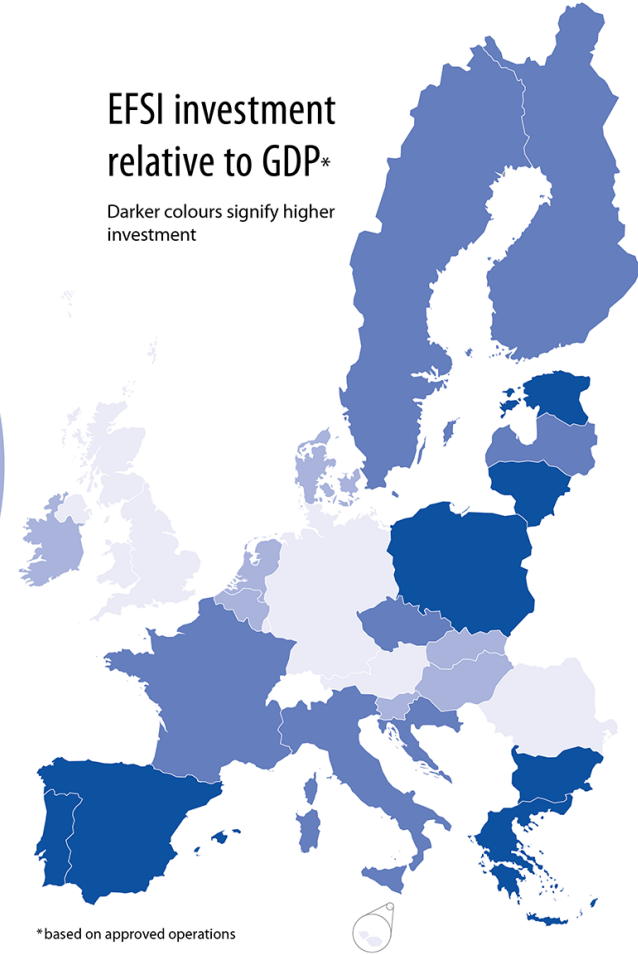 EFSI investment
relative to GDP*
Darker colours signify higher
investment
*based on approved operations